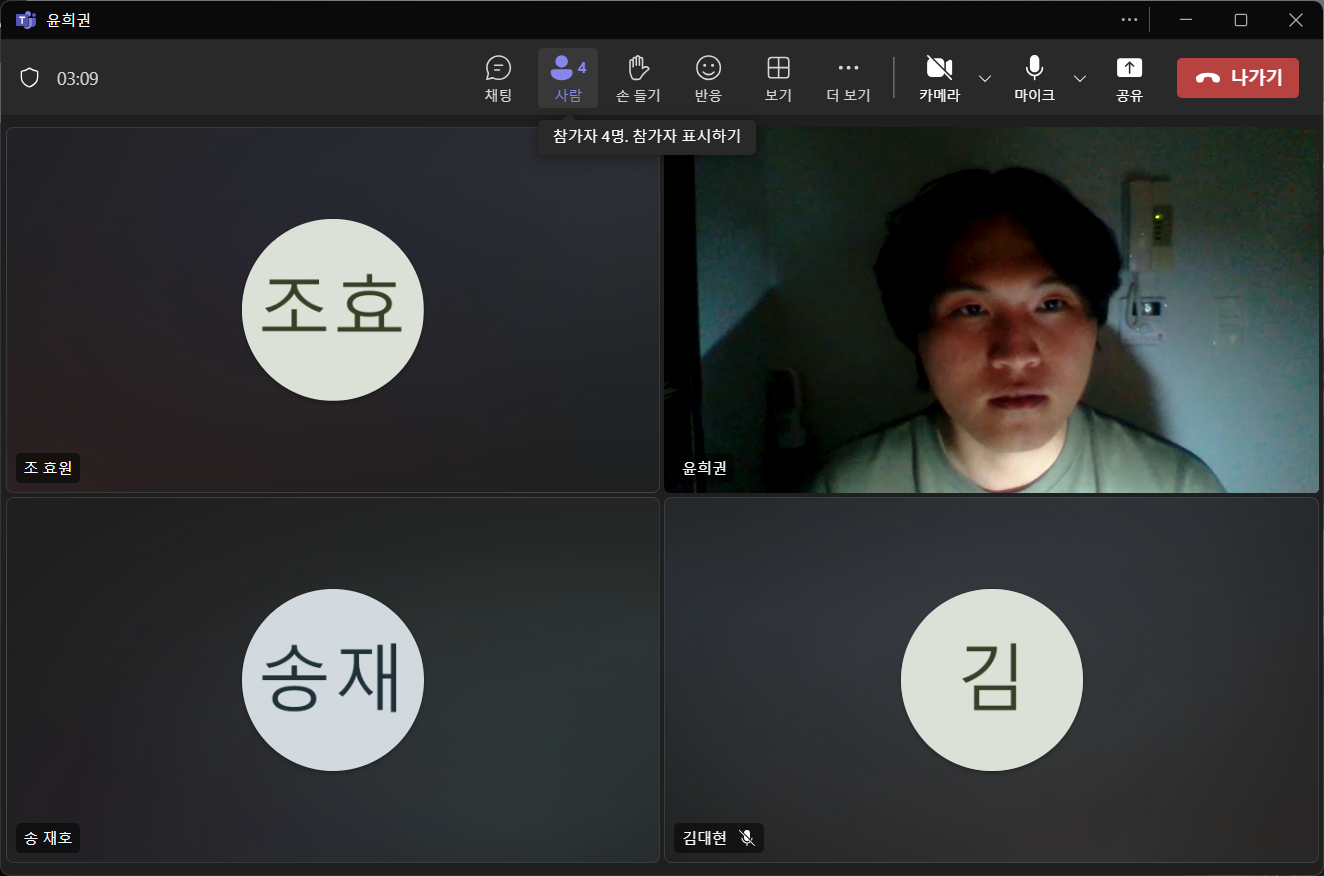 윤희권
03:09
채팅
4
사람
손 들기
반응
보기
더 보기
카메라
마이크
공유
나가기
참가자 4명. 참가자 표시하기
조효
조 효원
윤희권
송재
송 재호
김
김대현